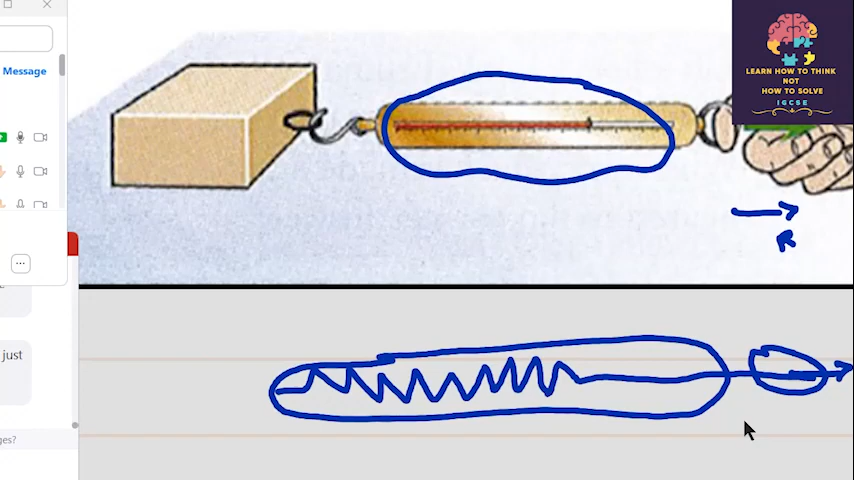 Message
just
ges?
LEARN HOW TO THINK
NOT
HOW TO SOLVE
IGCSE